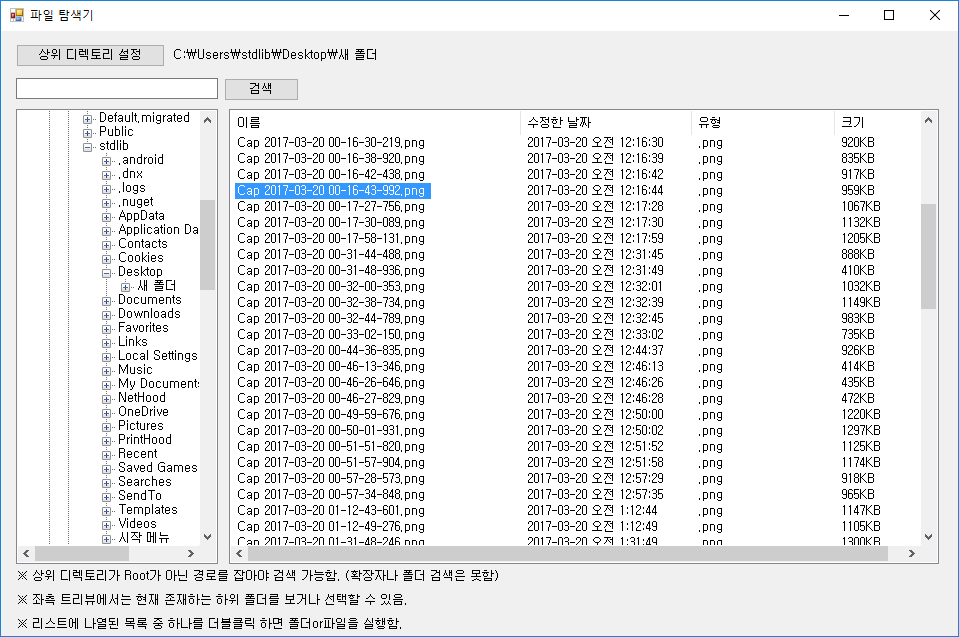 파일 탐색기
상위 디렉토리 설정 C:₩Users₩stdlib₩Desktop₩새 폴더
검색
Default.migrated
Public
stdlib
.android
.dnx
.logs
.nuget
AppData
Application Da
Contacts
Cookies
Desktop
새 폴더
Documents
Downloads
Favorites
Links
Local Settings
Music
My Document
NetHood
OneDrive
Pictures
PrintHood
Recent
Saved Games
Searches
SendTo
Templates
Videos
시작 메뉴
이름 수정한 날짜 유형 크기
Cap 2017-03-20 00-16-30-219.png 2017-03-20 오전 12:16:30 .png 920KB
Cap 2017-03-20 00-16-38-920.png 2017-03-20 오전 12:16:39 .png 835KB
Cap 2017-03-20 00-16-42-438.png 2017-03-20 오전 12:16:42 .png 917KB
Cap 2017-03-20 00-16-43-992.png 2017-03-20 오전 12:16:44 .png 959KB
Cap 2017-03-20 00-17-27-756.png 2017-03-20 오전 12:17:28 .png 1067KB
Cap 2017-03-20 00-17-30-089.png 2017-03-20 오전 12:17:30 .png 1132KB
Cap 2017-03-20 00-17-58-131.png 2017-03-20 오전 12:17:59 .png 1205KB
Cap 2017-03-20 00-31-44-488.png 2017-03-20 오전 12:31:45 .png 888KB
Cap 2017-03-20 00-31-48-936.png 2017-03-20 오전 12:31:49 .png 410KB
Cap 2017-03-20 00-32-00-353.png 2017-03-20 오전 12:32:01 .png 1032KB
Cap 2017-03-20 00-32-38-734.png 2017-03-20 오전 12:32:39 .png 1149KB
Cap 2017-03-20 00-32-44-789.png 2017-03-20 오전 12:32:45 .png 983KB
Cap 2017-03-20 00-33-02-150.png 2017-03-20 오전 12:33:02 .png 735KB
Cap 2017-03-20 00-44-36-835.png 2017-03-20 오전 12:44:37 .png 926KB
Cap 2017-03-20 00-46-13-346.png 2017-03-20 오전 12:46:13 .png 414KB
Cap 2017-03-20 00-46-26-646.png 2017-03-20 오전 12:46:26 .png 435KB
Cap 2017-03-20 00-46-27-829.png 2017-03-20 오전 12:46:28 .png 472KB
Cap 2017-03-20 00-49-59-676.png 2017-03-20 오전 12:50:00 .png 1220KB
Cap 2017-03-20 00-50-01-931.png 2017-03-20 오전 12:50:02 .png 1297KB
Cap 2017-03-20 00-51-51-820.png 2017-03-20 오전 12:51:52 .png 1125KB
Cap 2017-03-20 00-51-57-904.png 2017-03-20 오전 12:51:58 .png 1174KB
Cap 2017-03-20 00-57-28-573.png 2017-03-20 오전 12:57:29 .png 918KB
Cap 2017-03-20 00-57-34-848.png 2017-03-20 오전 12:57:35 .png 965KB
Cap 2017-03-20 01-12-43-601.png 2017-03-20 오전 1:12:44 .png 1147KB
Cap 2017-03-20 01-12-49-276.png 2017-03-20 오전 1:12:49 .png 1105KB
Cap 2017-03-20 01-31-48-246.png 2017-03-20 오전 1:31:49 .png 1300KB
※ 상위 디렉토리가 Root가 아닌 경로를 잡아야 검색 가능함. (확장자나 폴더 검색은 못함)
※ 좌측 트리뷰에서는 현재 존재하는 하위 폴더를 보거나 선택할 수 있음.
※ 리스트에 나열된 목록 중 하나를 더블클릭 하면 폴더or파일을 실행함.